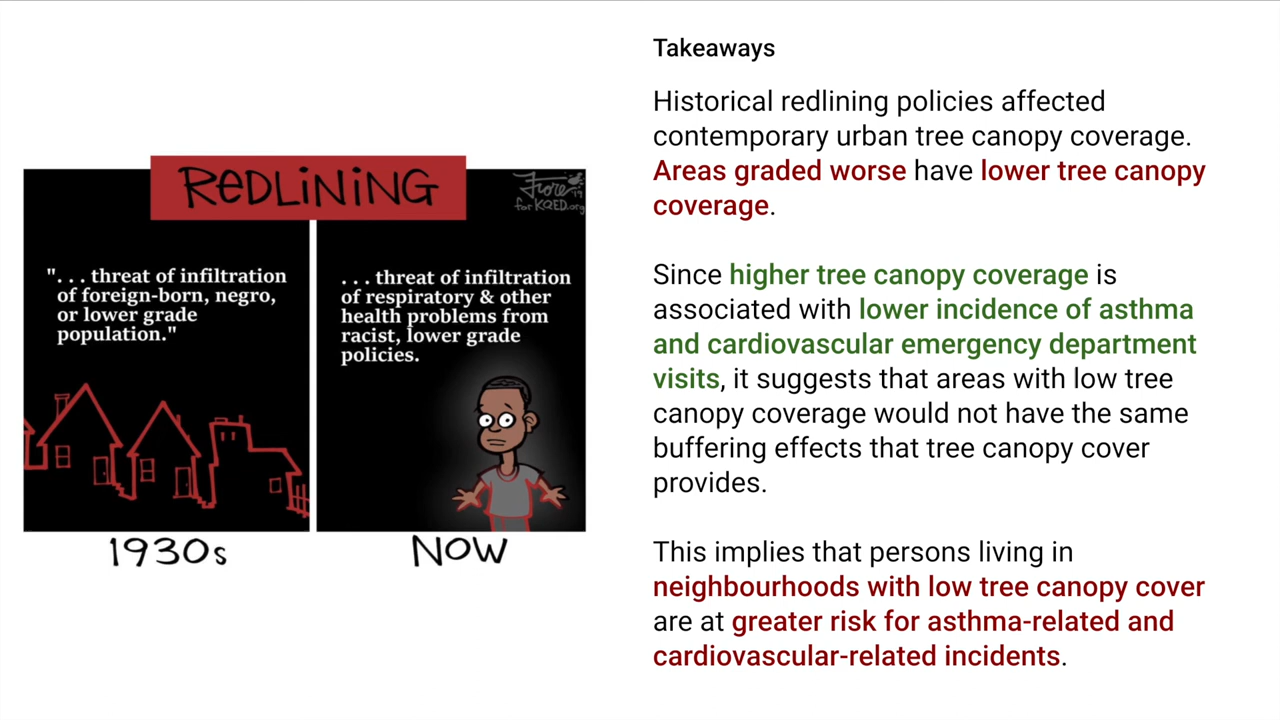 REDLINING
Fiore
for KQED.org
". . . threat of infiltration
of foreign-born, negro,
or lower grade
population."
. . . threat of infiltration
of respiratory & other
health problems from
racist, lower grade
policies.
1930s
NOW
Takeaways
Historical redlining policies affected
contemporary urban tree canopy coverage.
Areas graded worse have lower tree canopy
coverage.
Since higher tree canopy coverage is
associated with lower incidence of asthma
and cardiovascular emergency department
visits, it suggests that areas with low tree
canopy coverage would not have the same
buffering effects that tree canopy cover
provides.
This implies that persons living in
neighbourhoods with low tree canopy cover
are at greater risk for asthma-related and
cardiovascular-related incidents.